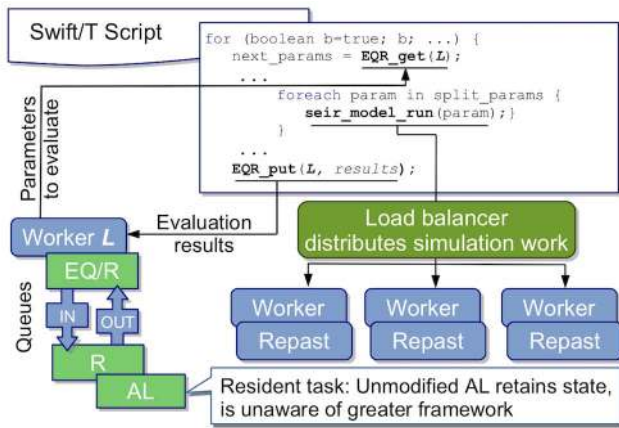 Swift/T Script
for (boolean b=true; b; ...) {
next_params = EQR_get(L);
...
foreach param in split_params {
seir_model_run(param);}
}
...
EQR_put(L, results);
Parameters
to evaluate
Evaluation
results
Worker L
EQ/R
Queues
IN
OUT
R
AL
Load balancer
distributes simulation work
Worker
Repast
Worker
Repast
Worker
Repast
Resident task: Unmodified AL retains state,
is unaware of greater framework